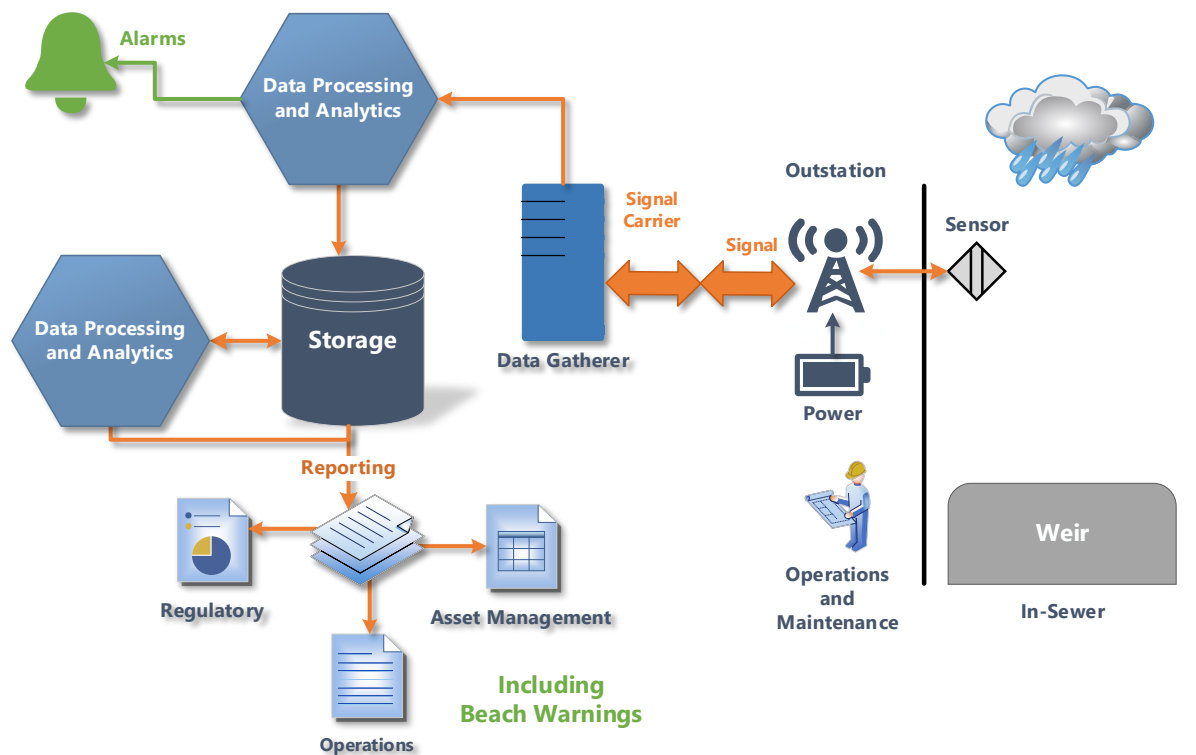 Alarms
Data Processing
and Analytics
Outstation
Signal
Carrier
Signal
Sensor
Data Processing
and Analytics
Storage
Data Gatherer
Power
Reporting
Weir
Operations
and
Maintenance
In-Sewer
Regulatory
Asset Management
Including
Beach Warnings
Operations